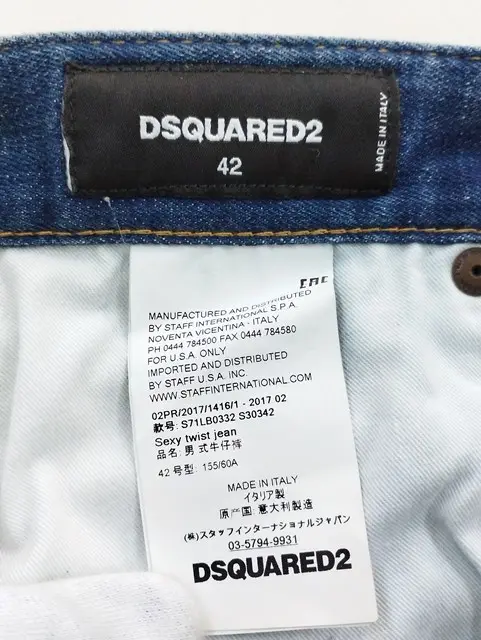 DSQUARED2
42
MADE IN ITALY
EAC
MANUFACTURED AND DISTRIBUTED
BY STAFF INTERNATIONAL S.P.A.
NOVENTA VICENTINA - ITALY
PH 0444 784500 FAX 0444 784580
FOR U.S.A. ONLY
IMPORTED AND DISTRIBUTED
BY STAFF U.S.A. INC.
WWW.STAFFINTERNATIONAL.COM
02PR/2017/1416/1 - 2017 02
款号: S71LB0332 S30342
Sexy twist jean
品名: 男式牛仔裤
42 号型: 155/60A
MADE IN ITALY
イタリア製
原产国: 意大利製造
(株)スタッフインターナショナルジャパン
03-5794-9931
DSQUARED2